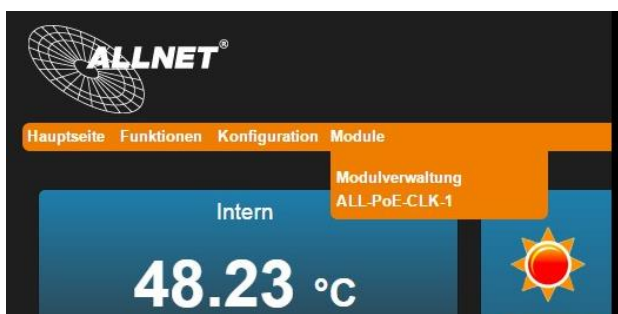 ALLNET®
Hauptseite Funktionen Konfiguration Module
Modulverwaltung
ALL-PoE-CLK-1
Intern
48.23 °C